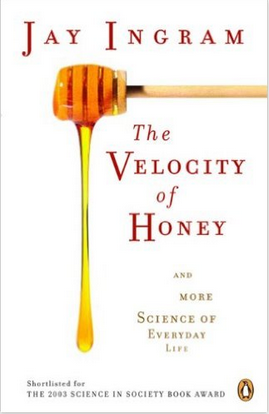 JAY INGRAM
The
VELOCITY
of
HONEY
AND
MORE
SCIENCE OF
EVERYDAY
LIFE
Shortlisted for
THE 2003 SCIENCE IN SOCIETY BOOK AWARD